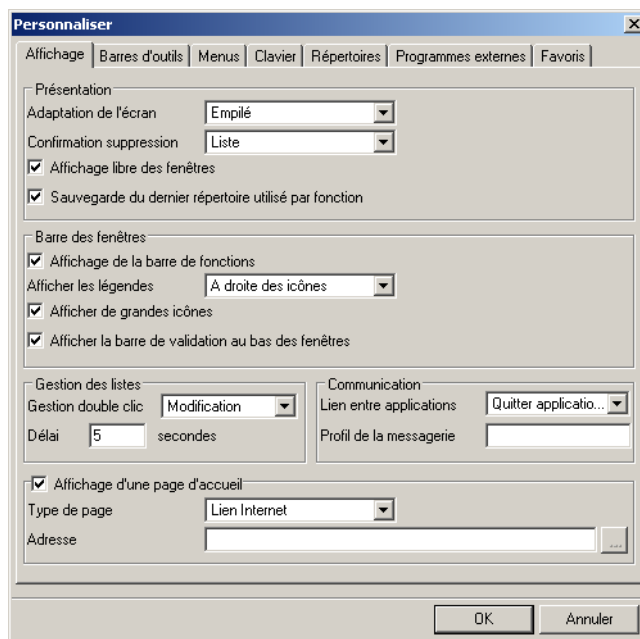 Personnaliser
Affichage Barres d'outils Menus Clavier Répertoires Programmes externes Favoris
Présentation
Adaptation de l'écran Empilé
Confirmation suppression Liste
Affichage libre des fenêtres
Sauvegarde du dernier répertoire utilisé par fonction
Barre des fenêtres
Affichage de la barre de fonctions
Afficher les légendes A droite des icônes
Afficher de grandes icônes
Afficher la barre de validation au bas des fenêtres
Gestion des listes
Gestion double clic Modification
Délai 5 secondes
Communication
Lien entre applications Quitter applicatio...
Profil de la messagerie
Affichage d'une page d'accueil
Type de page Lien Internet
Adresse ...
OK Annuler